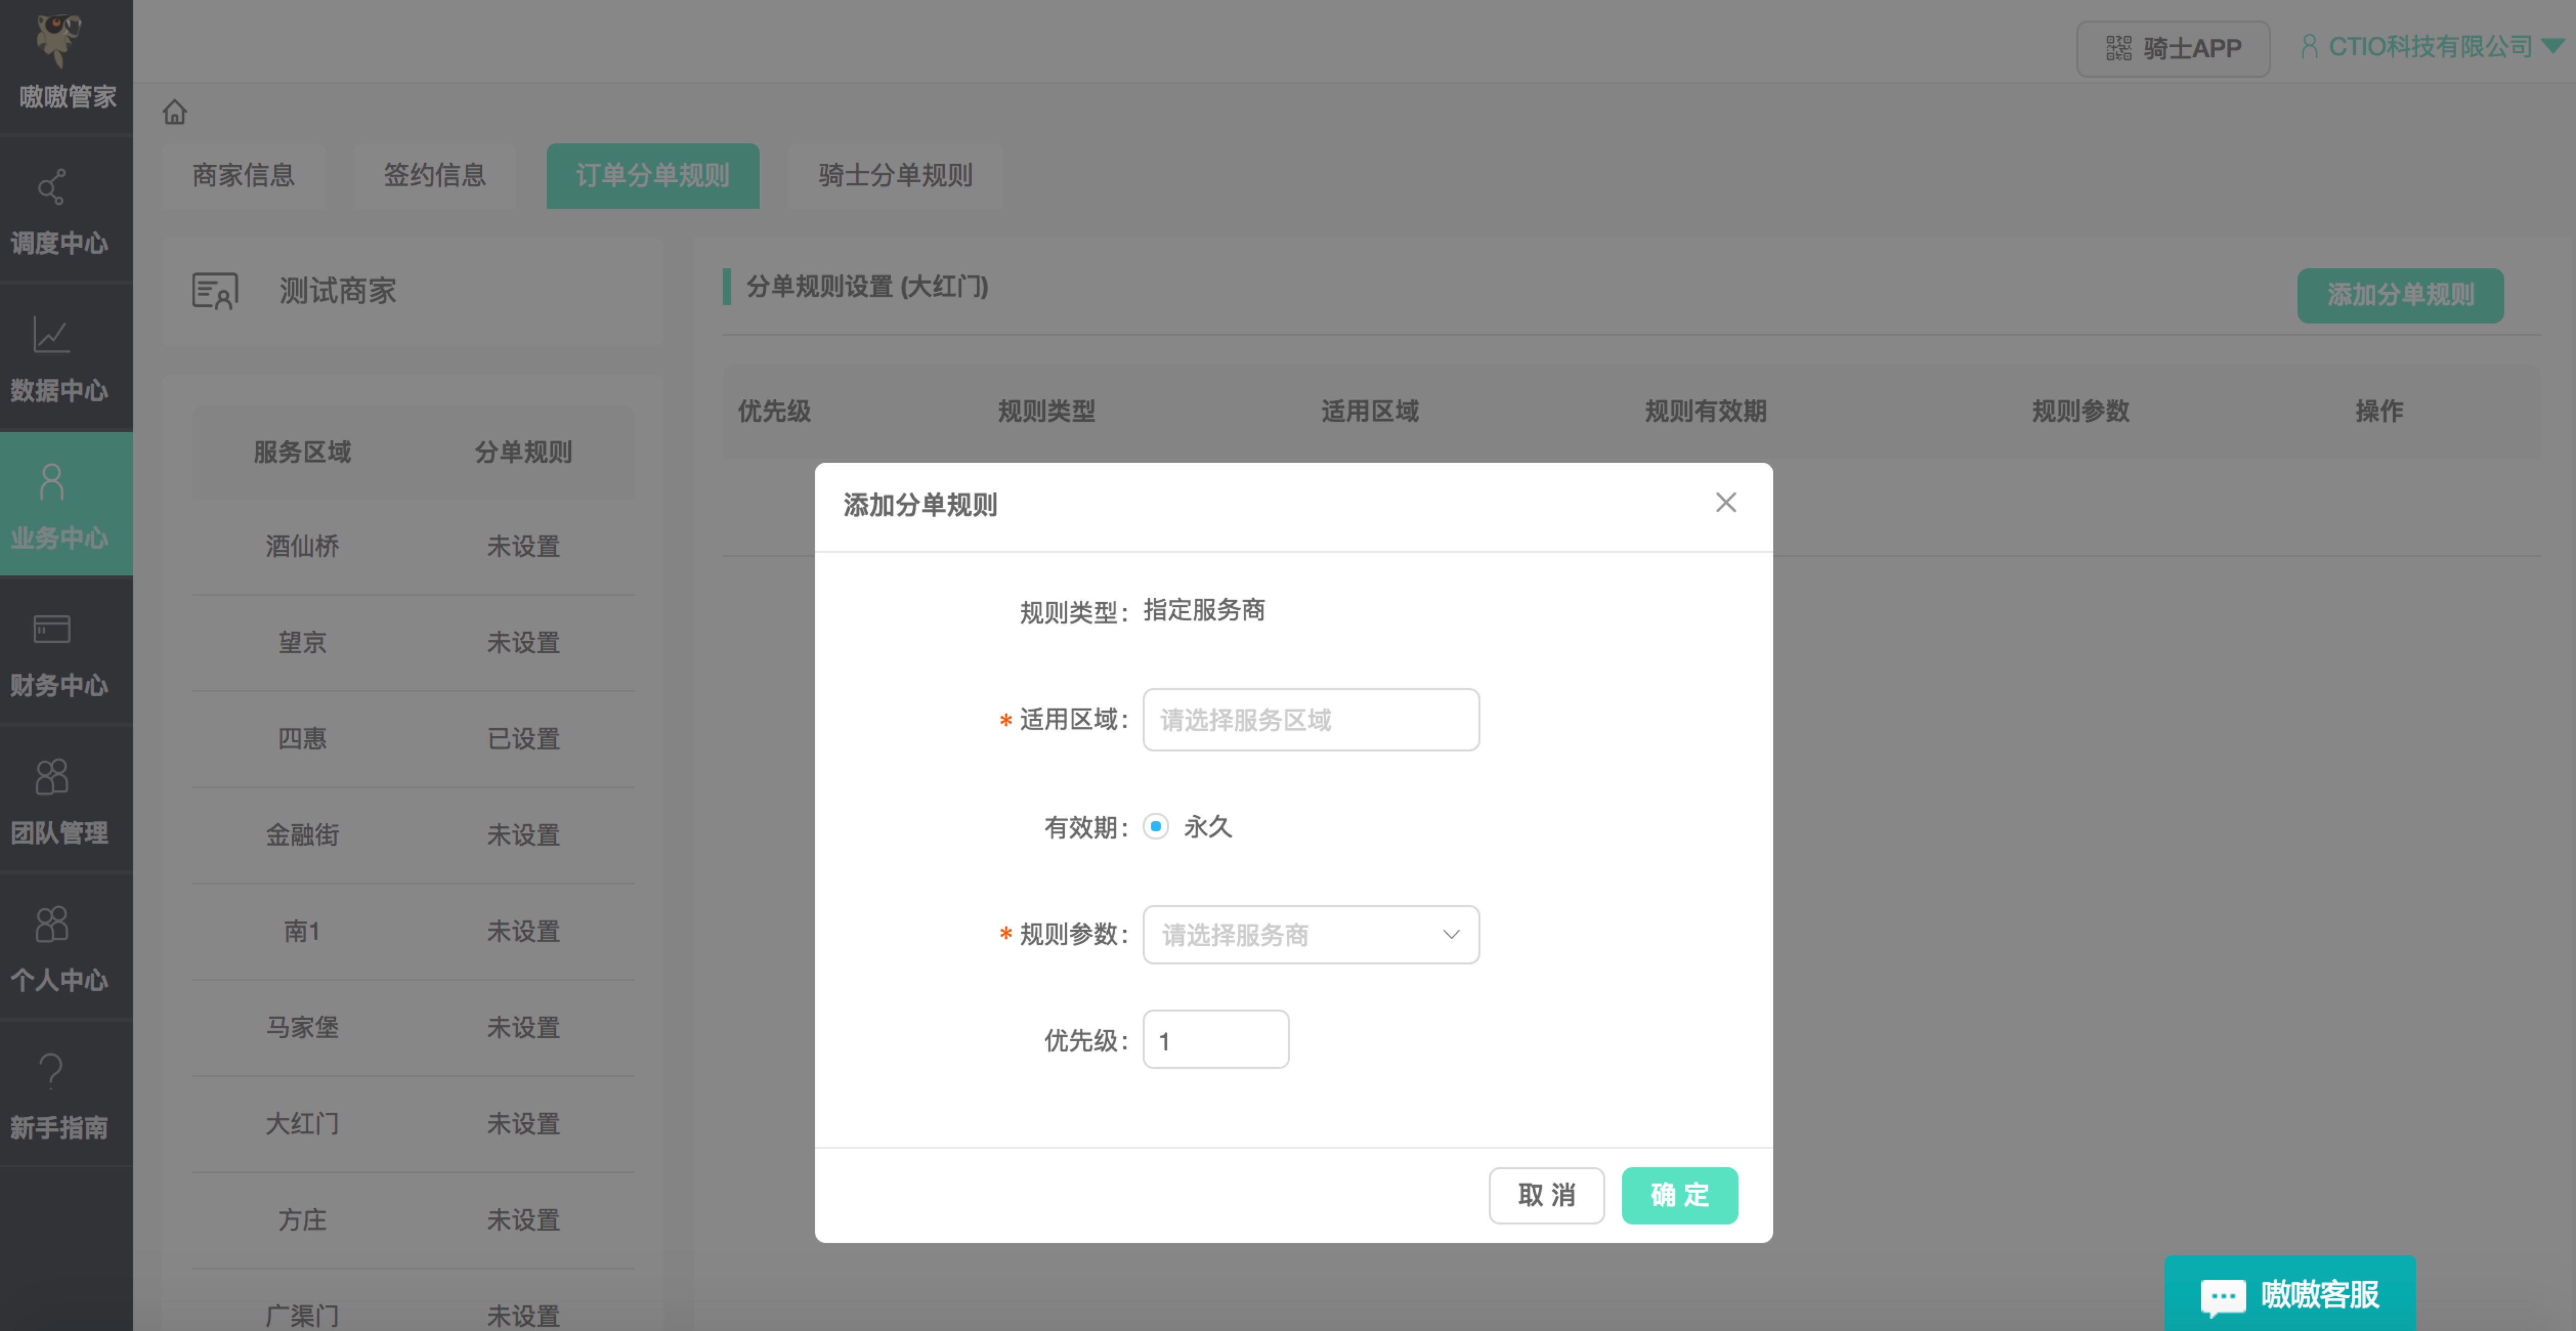 嗷嗷管家
骑士APP
CTIO科技有限公司
调度中心
数据中心
业务中心
财务中心
团队管理
个人中心
新手指南
商家信息
签约信息
订单分单规则
骑士分单规则
测试商家
服务区域 分单规则
酒仙桥 未设置
望京 未设置
四惠 已设置
金融街 未设置
南1 未设置
马家堡 未设置
大红门 未设置
方庄 未设置
广渠门 未设置
分单规则设置 (大红门)
添加分单规则
优先级 规则类型 适用区域 规则有效期 规则参数 操作
添加分单规则
规则类型: 指定服务商
* 适用区域: 请选择服务区域
有效期: 永久
* 规则参数: 请选择服务商
优先级: 1
取 消
确 定
嗷嗷客服